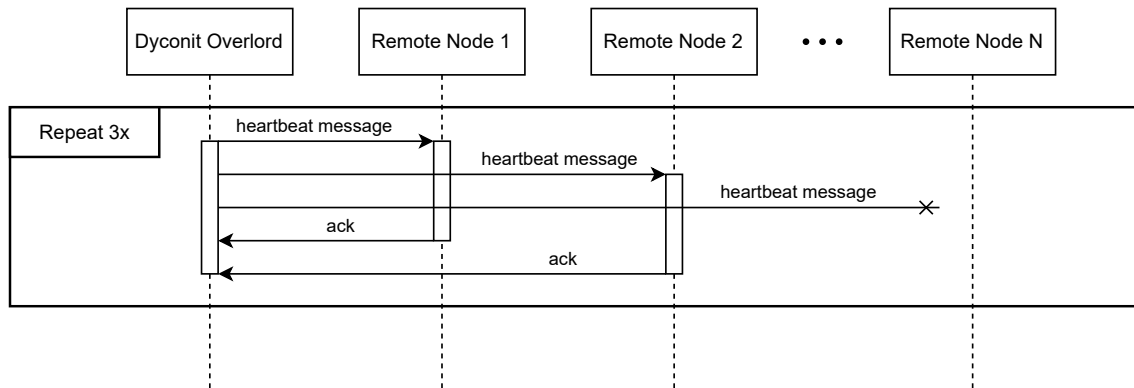 Dyconit Overlord
Remote Node 1
Remote Node 2
• • •
Remote Node N
Repeat 3x
heartbeat message
heartbeat message
heartbeat message
ack
ack